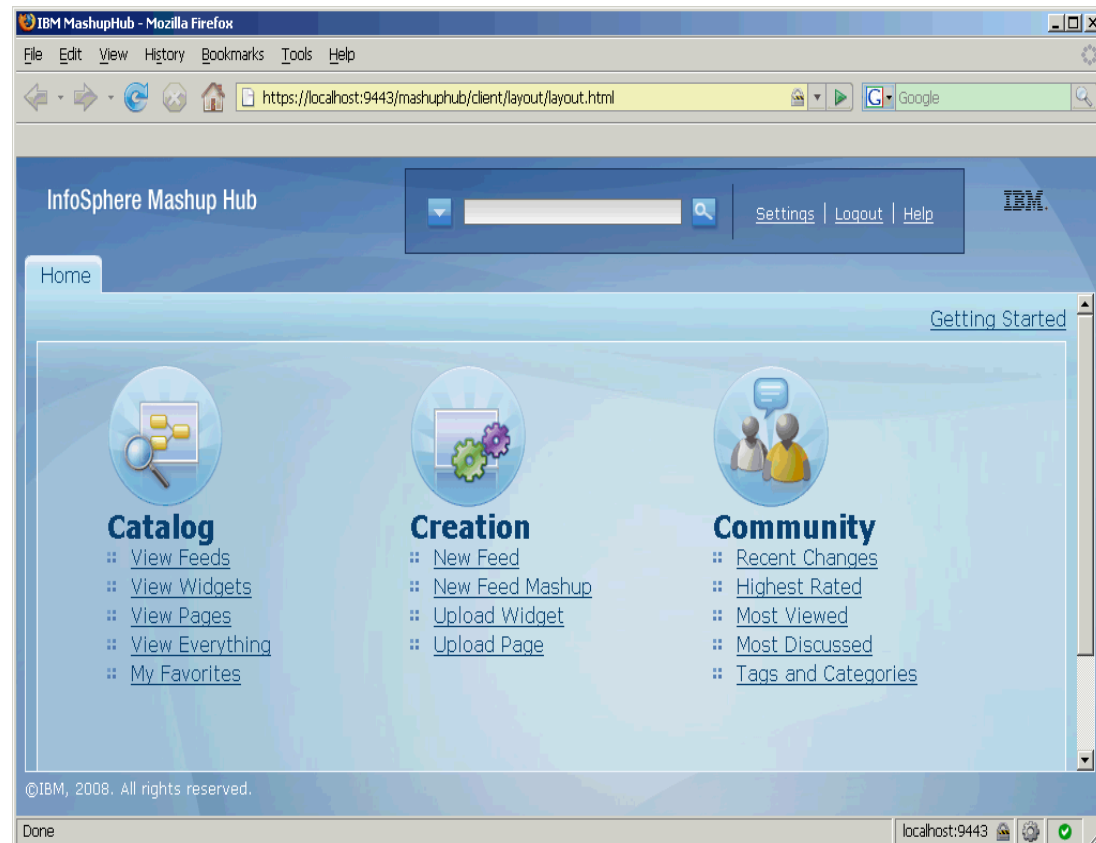 IBM MashupHub - Mozilla Firefox
File Edit View History Bookmarks Tools Help
https://localhost:9443/mashuphub/client/layout/layout.html G Google
InfoSphere Mashup Hub
Settings | Logout | Help
IBM.
Home
Getting Started
Catalog
View Feeds
View Widgets
View Pages
View Everything
My Favorites
Creation
New Feed
New Feed Mashup
Upload Widget
Upload Page
Community
Recent Changes
Highest Rated
Most Viewed
Most Discussed
Tags and Categories
©IBM, 2008. All rights reserved.
Done localhost:9443